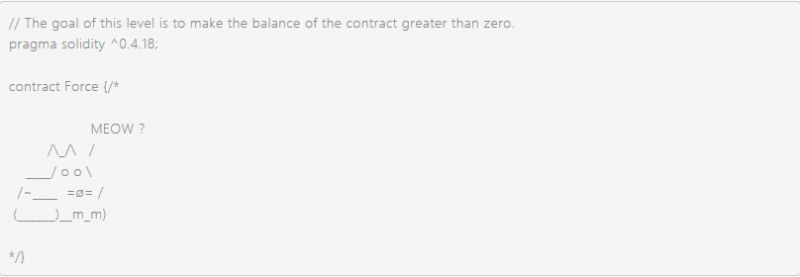 // The goal of this level is to make the balance of the contract greater than zero.
pragma solidity ^0.4.18;
contract Force {/*
MEOW ?
/\_/\ /
____/ o o \
/~____ =ø= /
(______)__m_m)
*/}